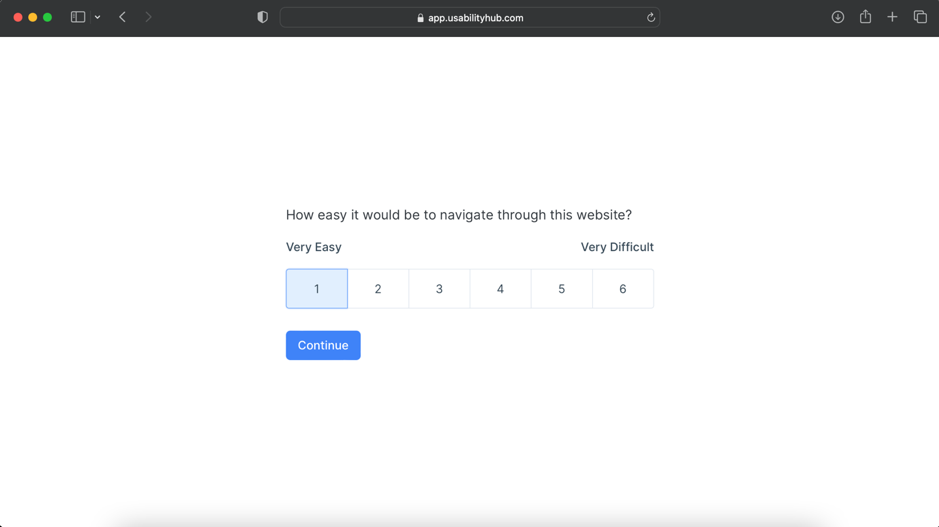 app.usabilityhub.com
How easy it would be to navigate through this website?
Very Easy Very Difficult
1 2 3 4 5 6
Continue